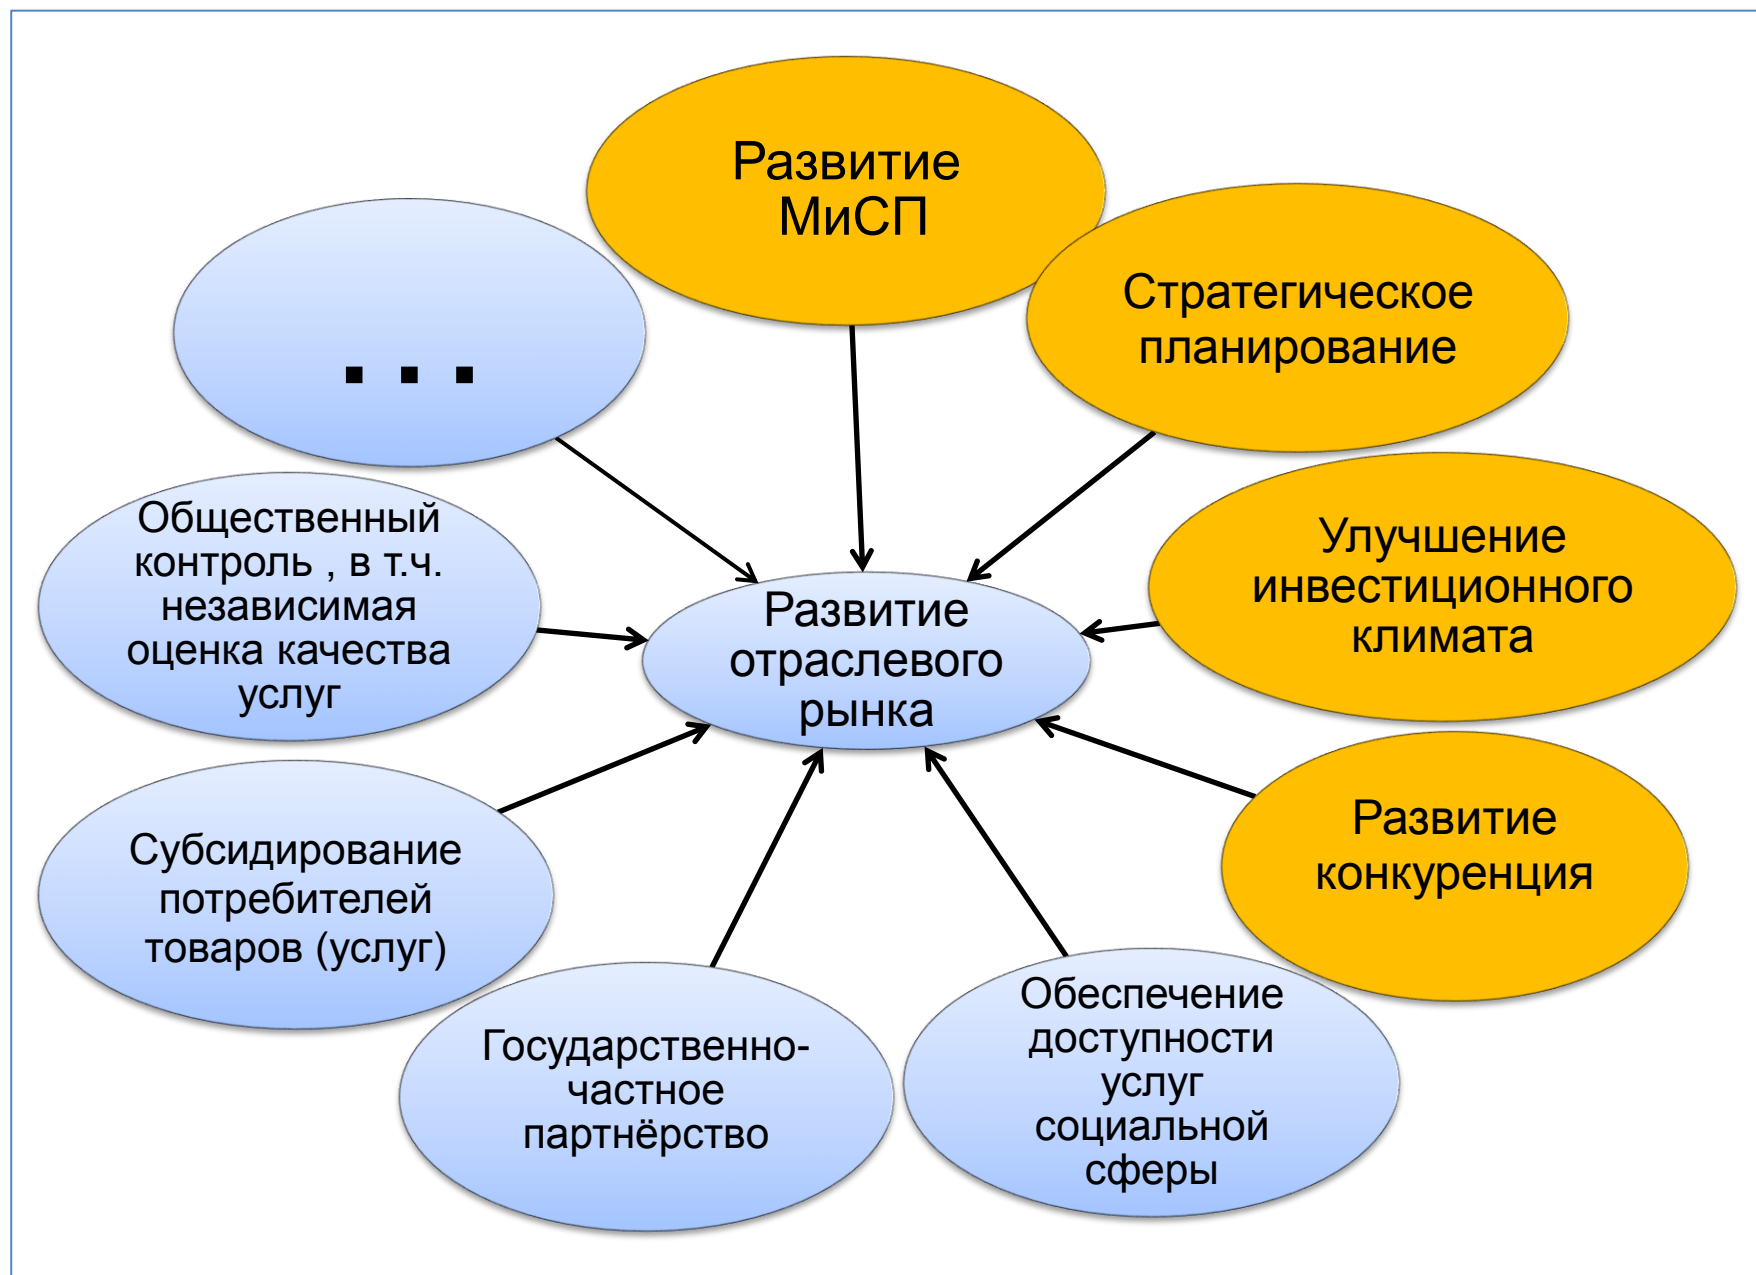 Развитие
МиСП
Стратегическое
планирование
Улучшение
инвестиционного
климата
Развитие
конкуренция
Обеспечение
доступности
услуг
социальной
сферы
Государственно-
частное
партнёрство
Субсидирование
потребителей
товаров (услуг)
Общественный
контроль , в т.ч.
независимая
оценка качества
услуг
. . .
Развитие
отраслевого
рынка